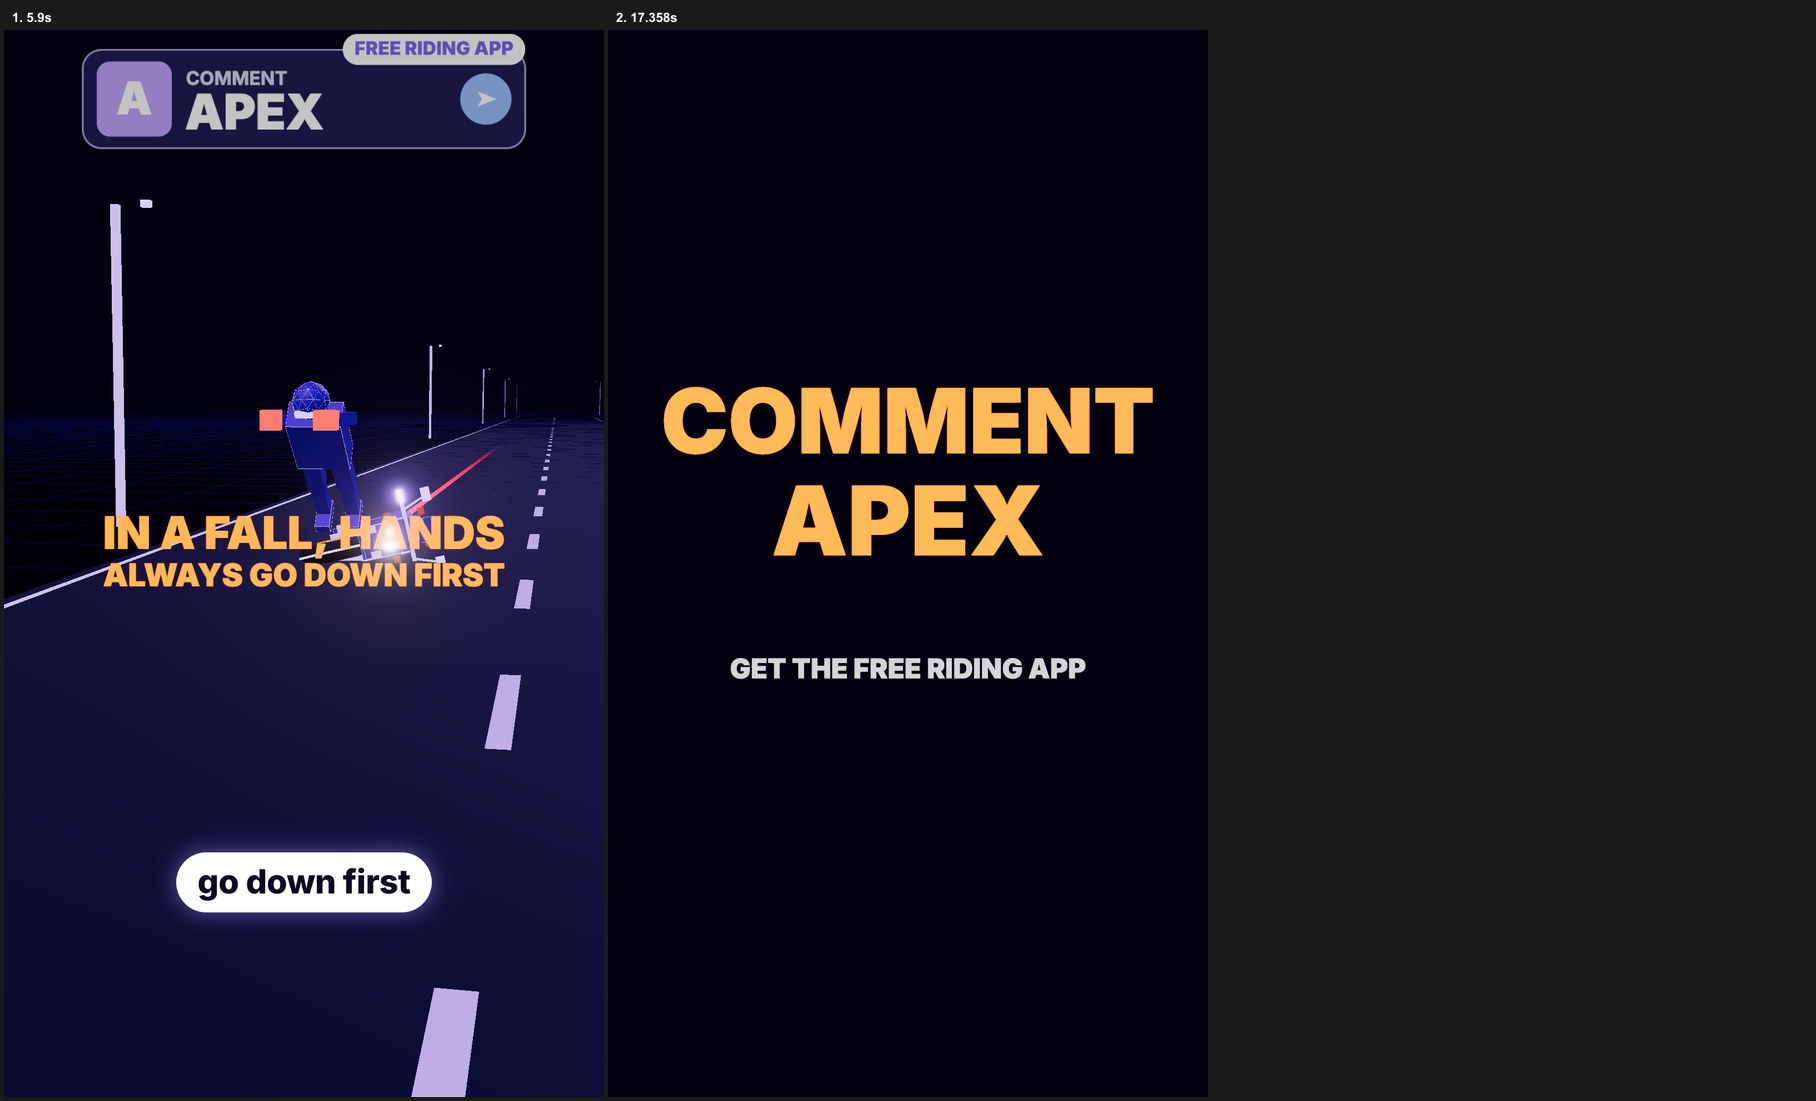 1. 5.9s
FREE RIDING APP
A
COMMENT
APEX
IN A FALL, HANDS
ALWAYS GO DOWN FIRST
go down first
2. 17.358s
COMMENT
APEX
GET THE FREE RIDING APP